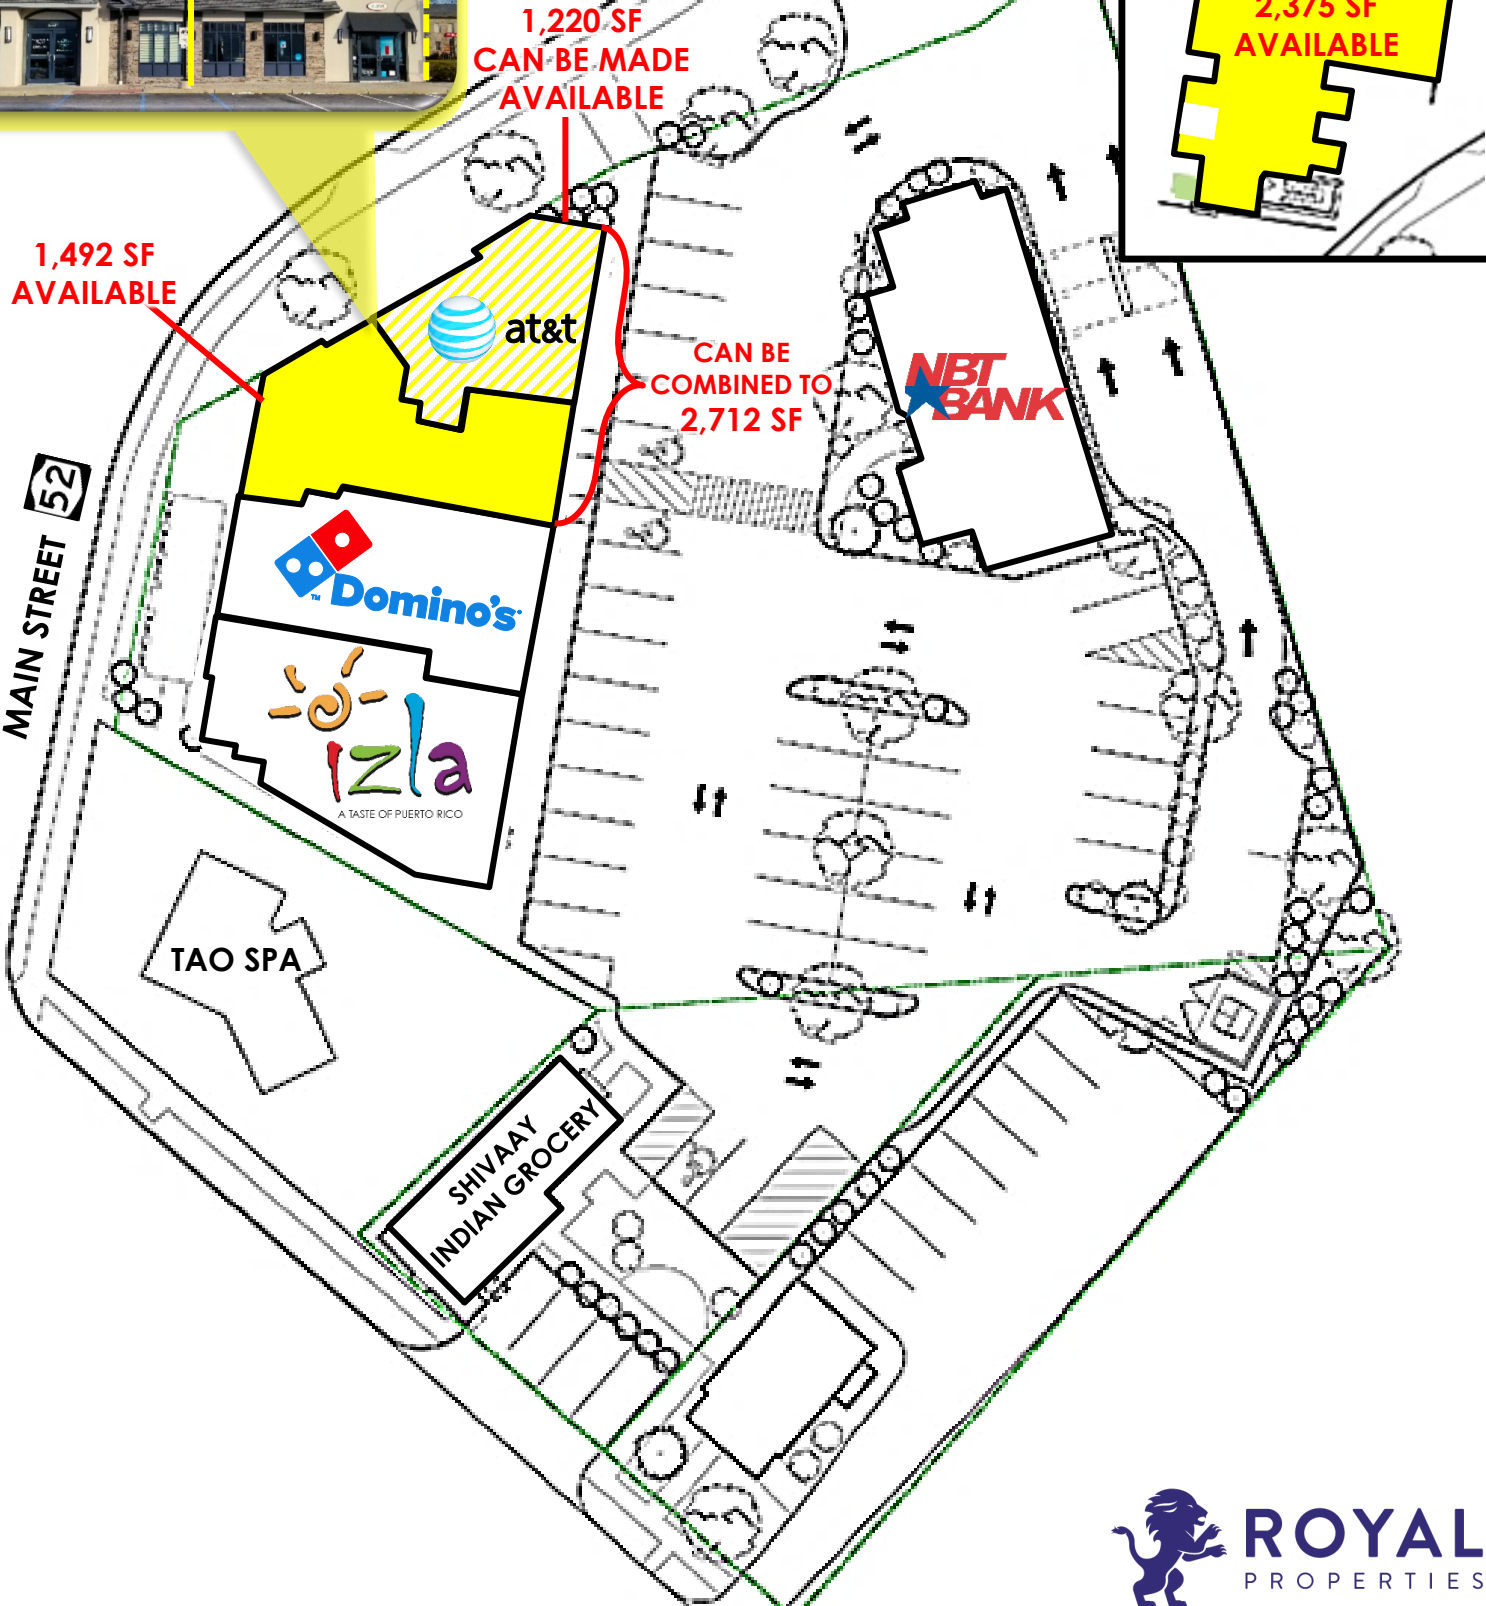 1,220 SF
CAN BE MADE
AVAILABLE
2,375 SF
AVAILABLE
1,492 SF
AVAILABLE
at&t
CAN BE
COMBINED TO
2,712 SF
NBT
BANK
MAIN STREET 52
Domino's
TM
izla
A TASTE OF PUERTO RICO
TAO SPA
SHIVAAY
INDIAN GROCERY
ROYAL
PROPERTIES